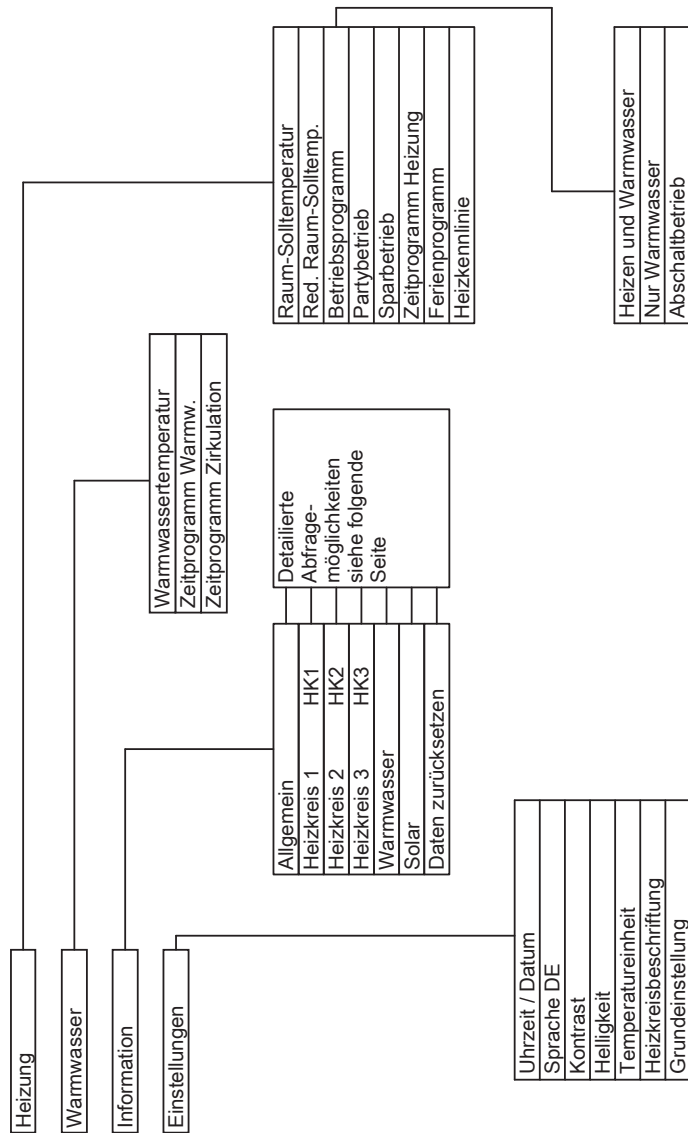 Heizung
Warmwasser
Information
Einstellungen
Raum-Solltemperatur
Red. Raum-Solltemp.
Betriebsprogramm
Partybetrieb
Sparbetrieb
Zeitprogramm Heizung
Ferienprogramm
Heizkennlinie
Heizen und Warmwasser
Nur Warmwasser
Abschaltbetrieb
Warmwassertemperatur
Zeitprogramm Warmw.
Zeitprogramm Zirkulation
Allgemein
Heizkreis 1 HK1
Heizkreis 2 HK2
Heizkreis 3 HK3
Warmwasser
Solar
Daten zurücksetzen
Detailierte
Abfrage-
möglichkeiten
siehe folgende
Seite
Uhrzeit / Datum
Sprache DE
Kontrast
Helligkeit
Temperatureinheit
Heizkreisbeschriftung
Grundeinstellung